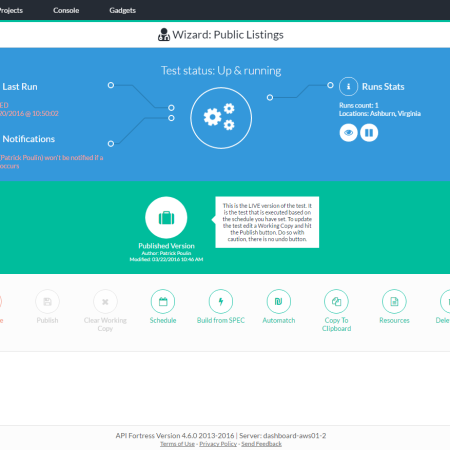 Projects
Console
Gadgets
Wizard: Public Listings
Test status: Up & running
Last Run
ED
20/2016 @ 10:50:02
Notifications
(Patrick Poulin) won't be notified if a
occurs
i
Runs Stats
Runs count: 1
Locations: Ashburn, Virginia
Published Version
Author: Patrick Poulin
Modified: 03/22/2016 10:46 AM
This is the LIVE version of the test. It
is the test that is executed based on
the schedule you have set. To update
the test edit a Working Copy and hit
the Publish button. Do so with
caution, there is no undo button.
e
Publish
Clear Working
Copy
Schedule
Build from SPEC
Automatch
Copy To
Clipboard
Resources
Dele
API Fortress Version 4.6.0 2013-2016 | Server: dashboard-aws01-2
Terms of Use - Privacy Policy - Send Feedback